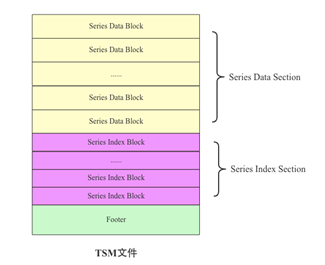 Series Data Block
Series Data Block
......
Series Data Block
Series Data Block
Series Data Section
Series Index Block
......
Series Index Block
Series Index Block
Series Index Section
Footer
TSM文件